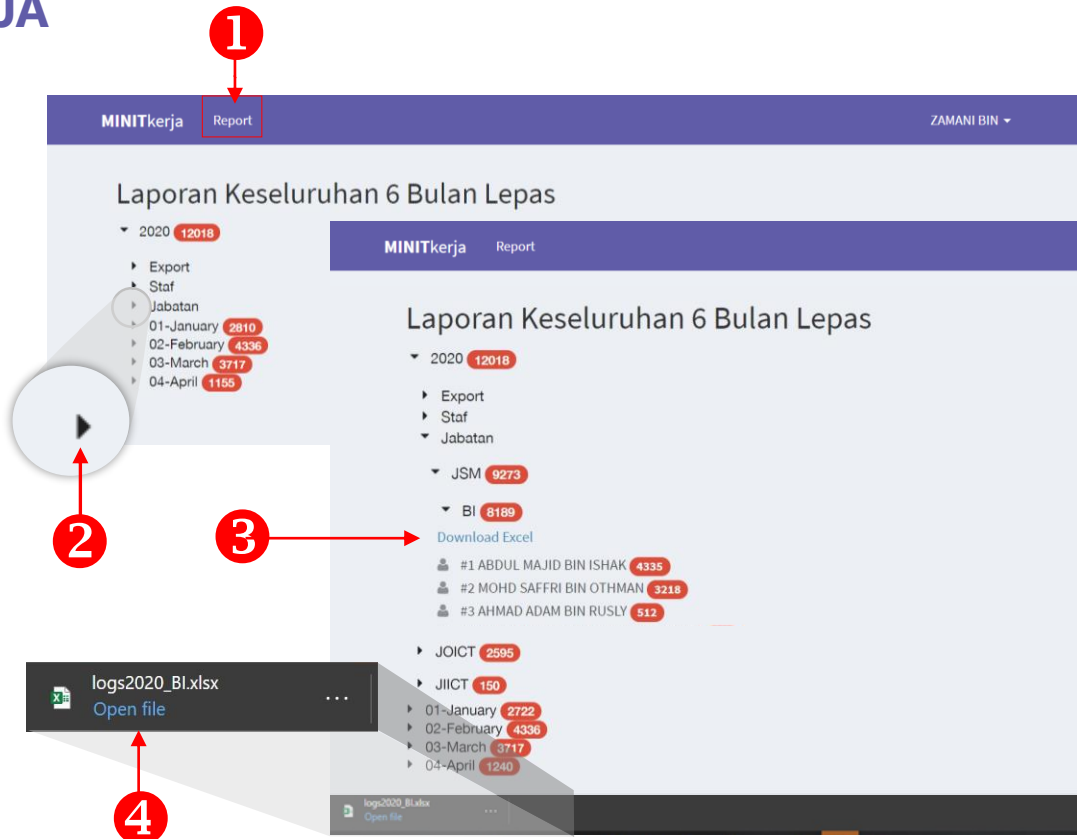 UA
1
MINITkerja Report ZAMANI BIN
Laporan Keseluruhan 6 Bulan Lepas
2020 12018
Export
Staf
Jabatan
01-January 2810
02-February 4336
03-March 3717
04-April 1155
2
MINITkerja Report
Laporan Keseluruhan 6 Bulan Lepas
2020 12018
Export
Staf
Jabatan
JSM 9273
BI 8189
3
Download Excel
#1 ABDUL MAJID BIN ISHAK 4335
#2 MOHD SAFFRI BIN OTHMAN 3218
#3 AHMAD ADAM BIN RUSLY 512
JOICT 2595
JIICT 150
01-January 2722
02-February 4336
03-March 3717
04-April 1240
logs2020_BI.xlsx
Open file ...
4
logs2020_BI.xlsx
Open file ...